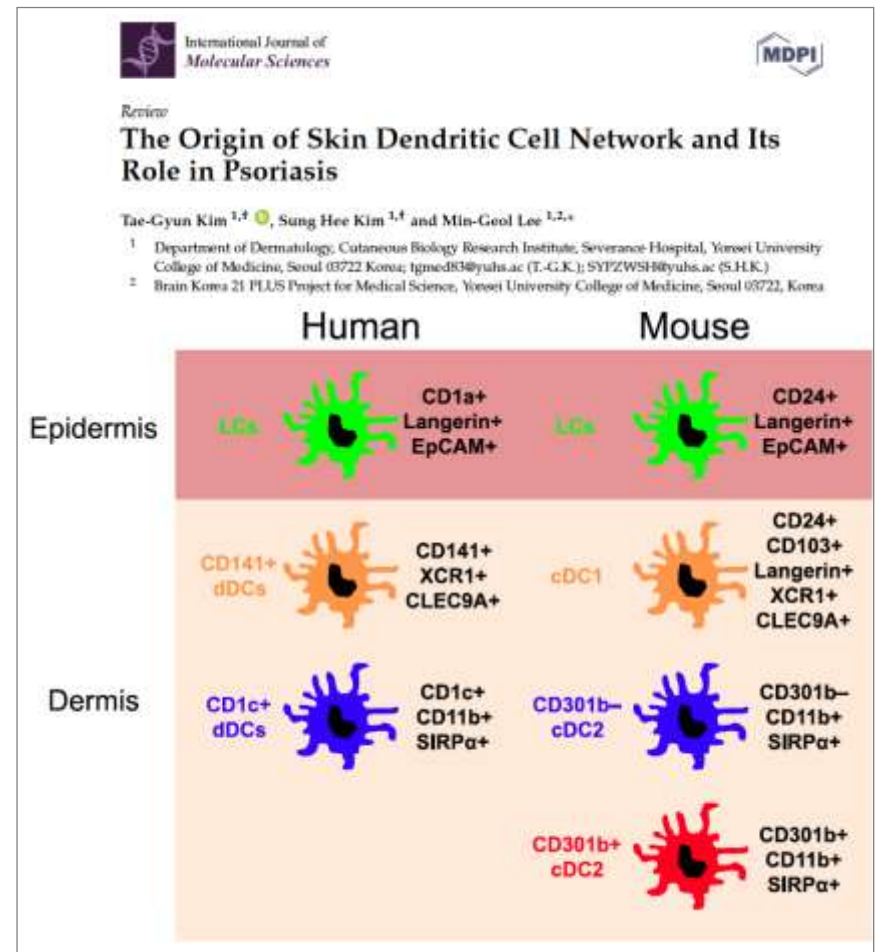 International Journal of
Molecular Sciences
MDPI
Review
The Origin of Skin Dendritic Cell Network and Its
Role in Psoriasis
Tae-Gyun Kim 1,† iD, Sung Hee Kim 1,† and Min-Geol Lee 1,2,*
1 Department of Dermatology, Cutaneous Biology Research Institute, Severance Hospital, Yonsei University
College of Medicine, Seoul 03722 Korea; tgmed83@yuhs.ac (T.-G.K.); SYPZWSH@yuhs.ac (S.H.K.)
2 Brain Korea 21 PLUS Project for Medical Science, Yonsei University College of Medicine, Seoul 03722, Korea
Human Mouse
Epidermis
LCs
CD1a+
Langerin+
EpCAM+
LCs
CD24+
Langerin+
EpCAM+
Dermis
CD141+
dDCs
CD141+
XCR1+
CLEC9A+
cDC1
CD24+
CD103+
Langerin+
XCR1+
CLEC9A+
CD1c+
dDCs
CD1c+
CD11b+
SIRPα+
CD301b–
cDC2
CD301b–
CD11b+
SIRPα+
CD301b+
cDC2
CD301b+
CD11b+
SIRPα+